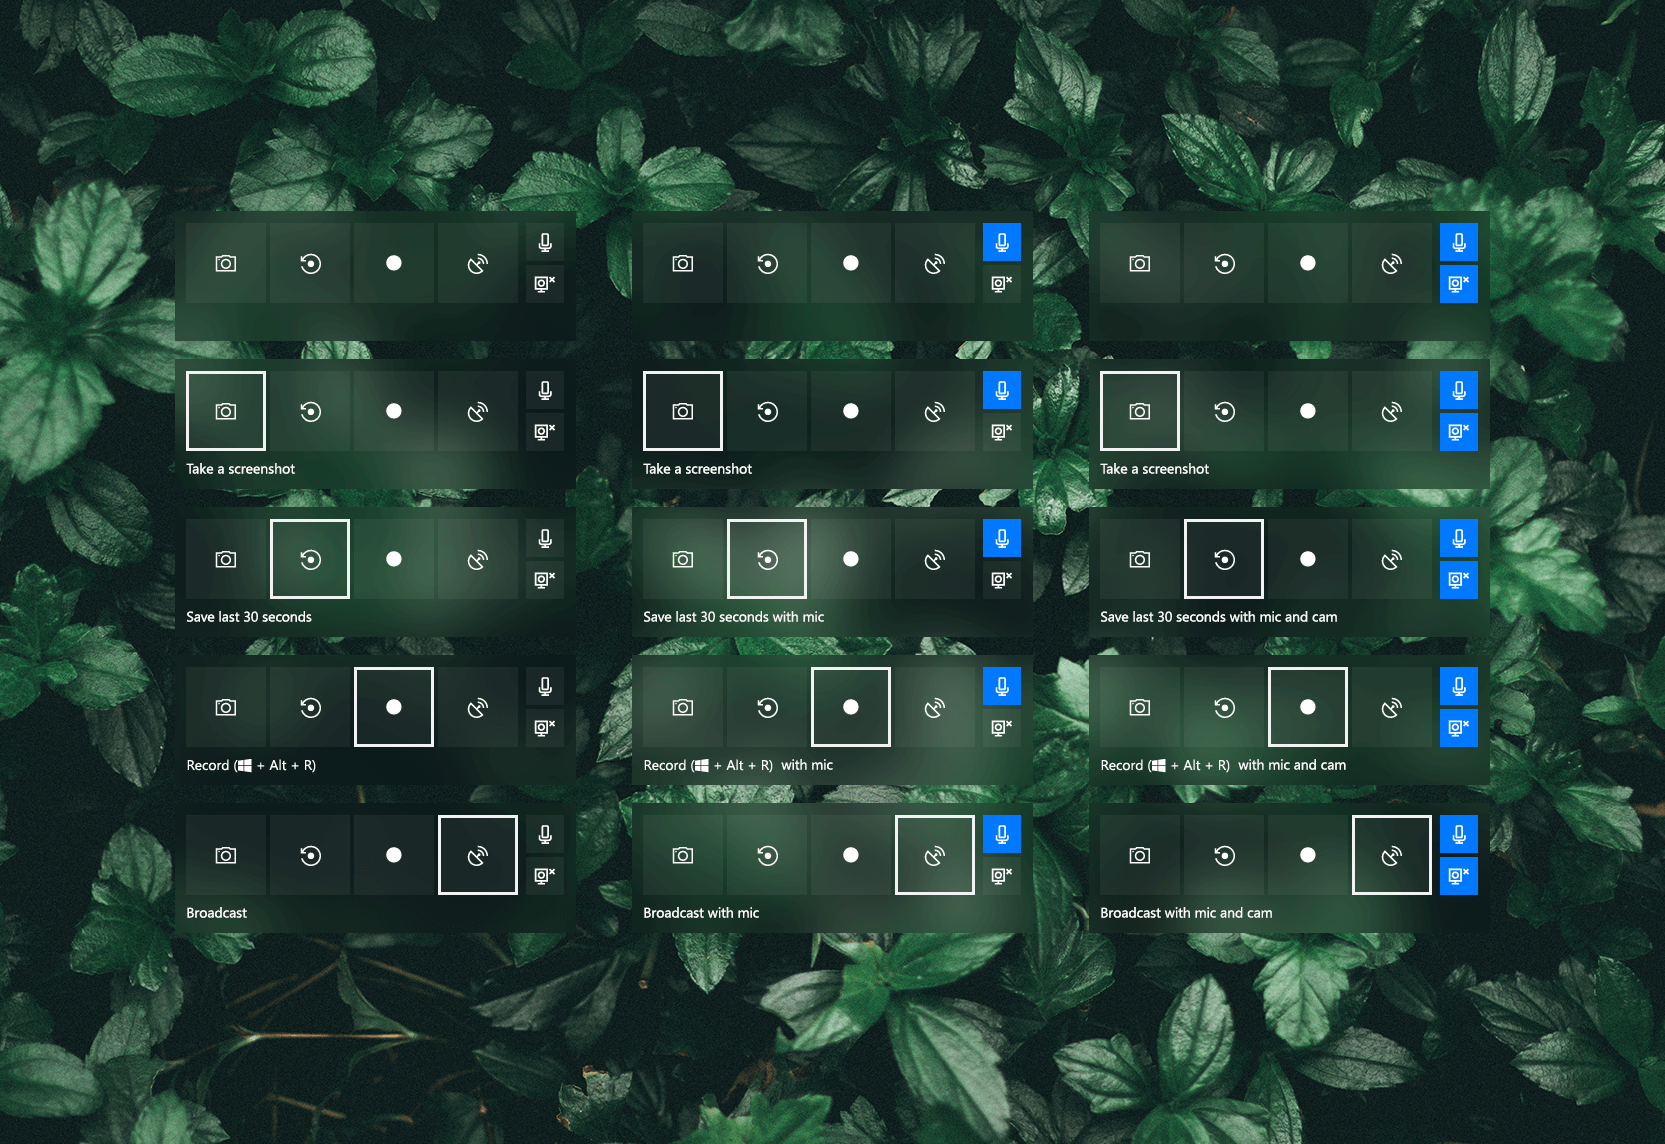 Take a screenshot
Take a screenshot
Take a screenshot
Save last 30 seconds
Save last 30 seconds with mic
Save last 30 seconds with mic and cam
Record ( + Alt + R)
Record ( + Alt + R) with mic
Record ( + Alt + R) with mic and cam
Broadcast
Broadcast with mic
Broadcast with mic and cam